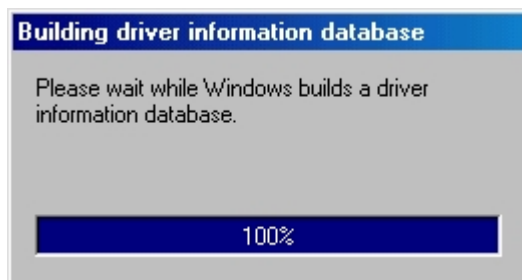 Building driver information database
Please wait while Windows builds a driver
information database.
100%